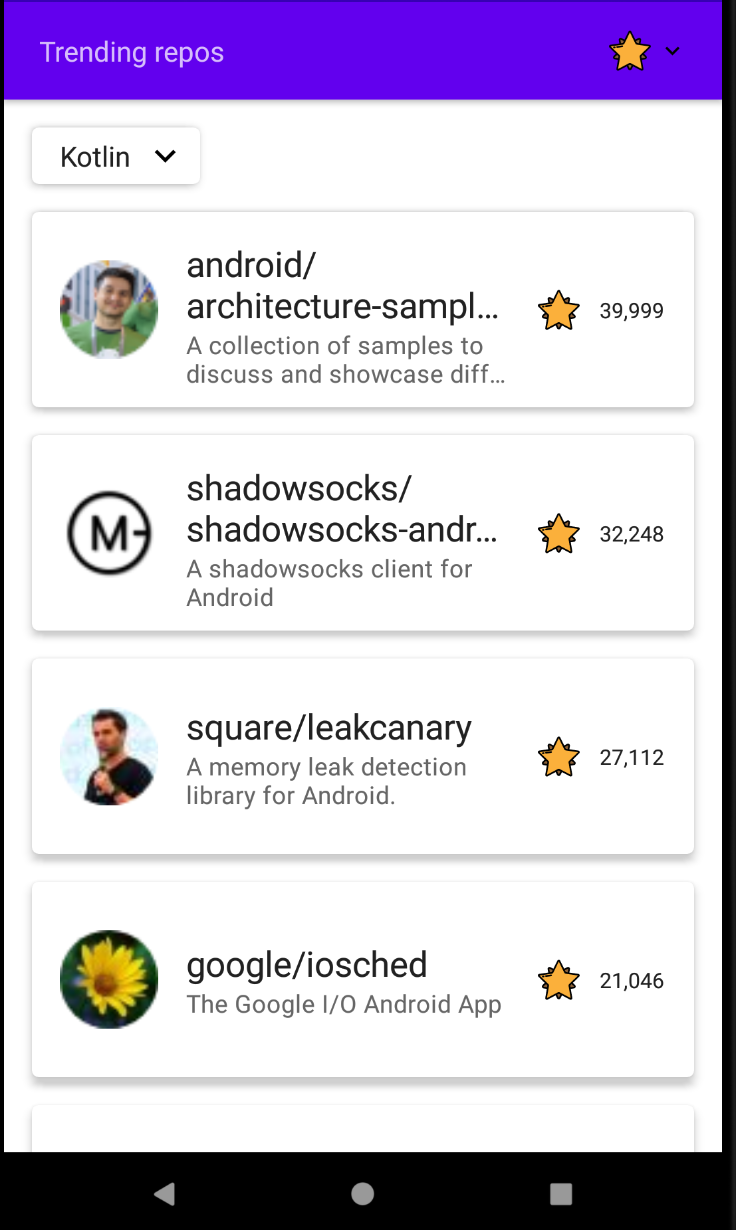 Trending repos
Kotlin
android/
architecture-sampl...
A collection of samples to
discuss and showcase diff...
39,999
M
shadowsocks/
shadowsocks-andr...
A shadowsocks client for
Android
32,248
square/leakcanary
A memory leak detection
library for Android.
27,112
google/iosched
The Google I/O Android App
21,046